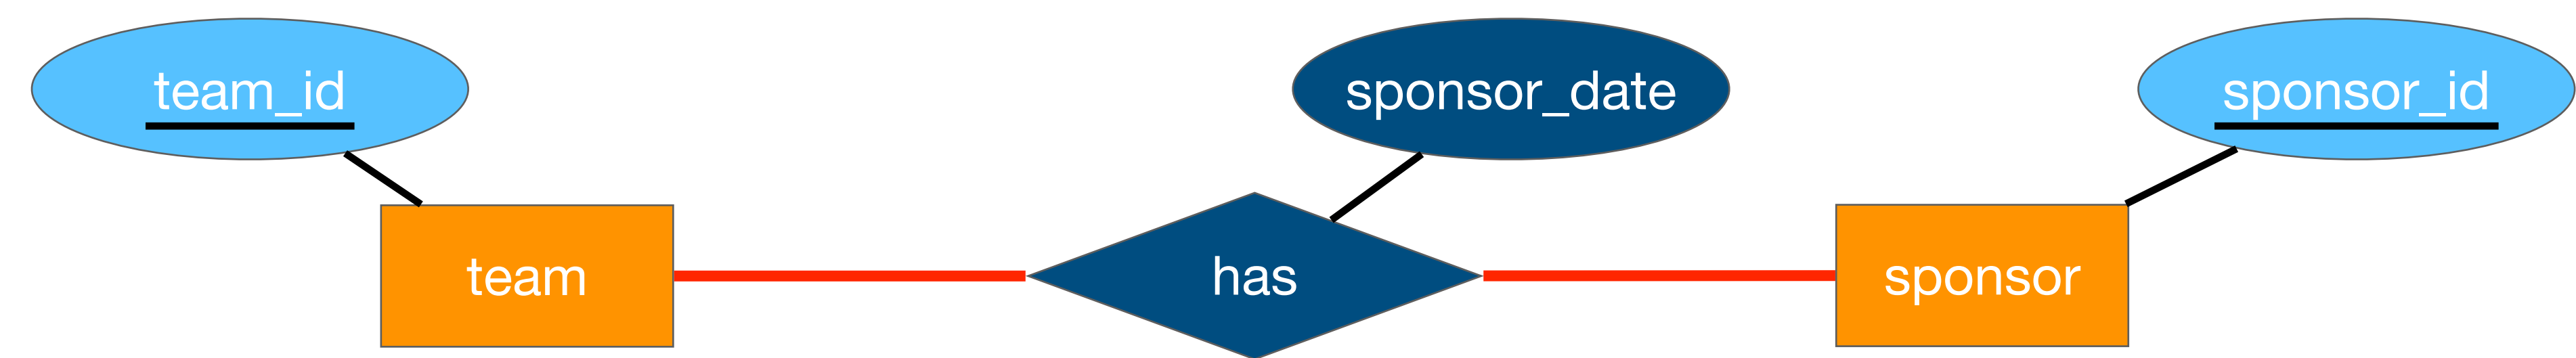 team_id
sponsor_date
sponsor_id
team
has
sponsor